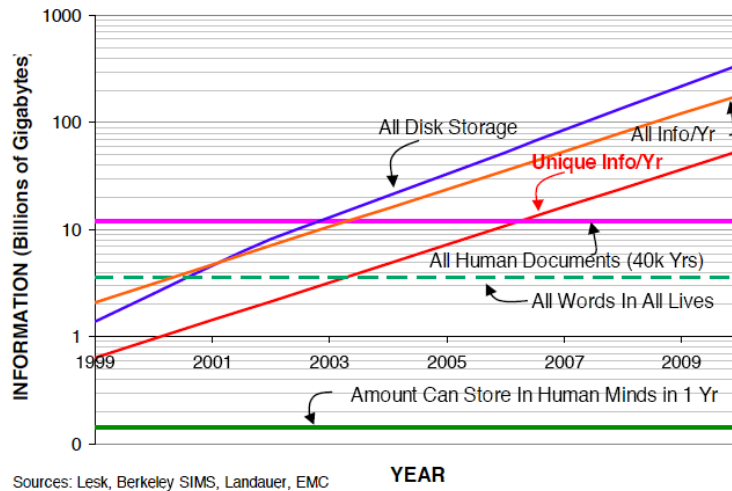 INFORMATION (Billions of Gigabytes)
1000
100
10
1
0
All Disk Storage
All Info/Yr
Unique Info/Yr
All Human Documents (40k Yrs)
All Words In All Lives
1999
2001
2003
2005
2007
2009
Amount Can Store In Human Minds in 1 Yr
Sources: Lesk, Berkeley SIMS, Landauer, EMC
YEAR